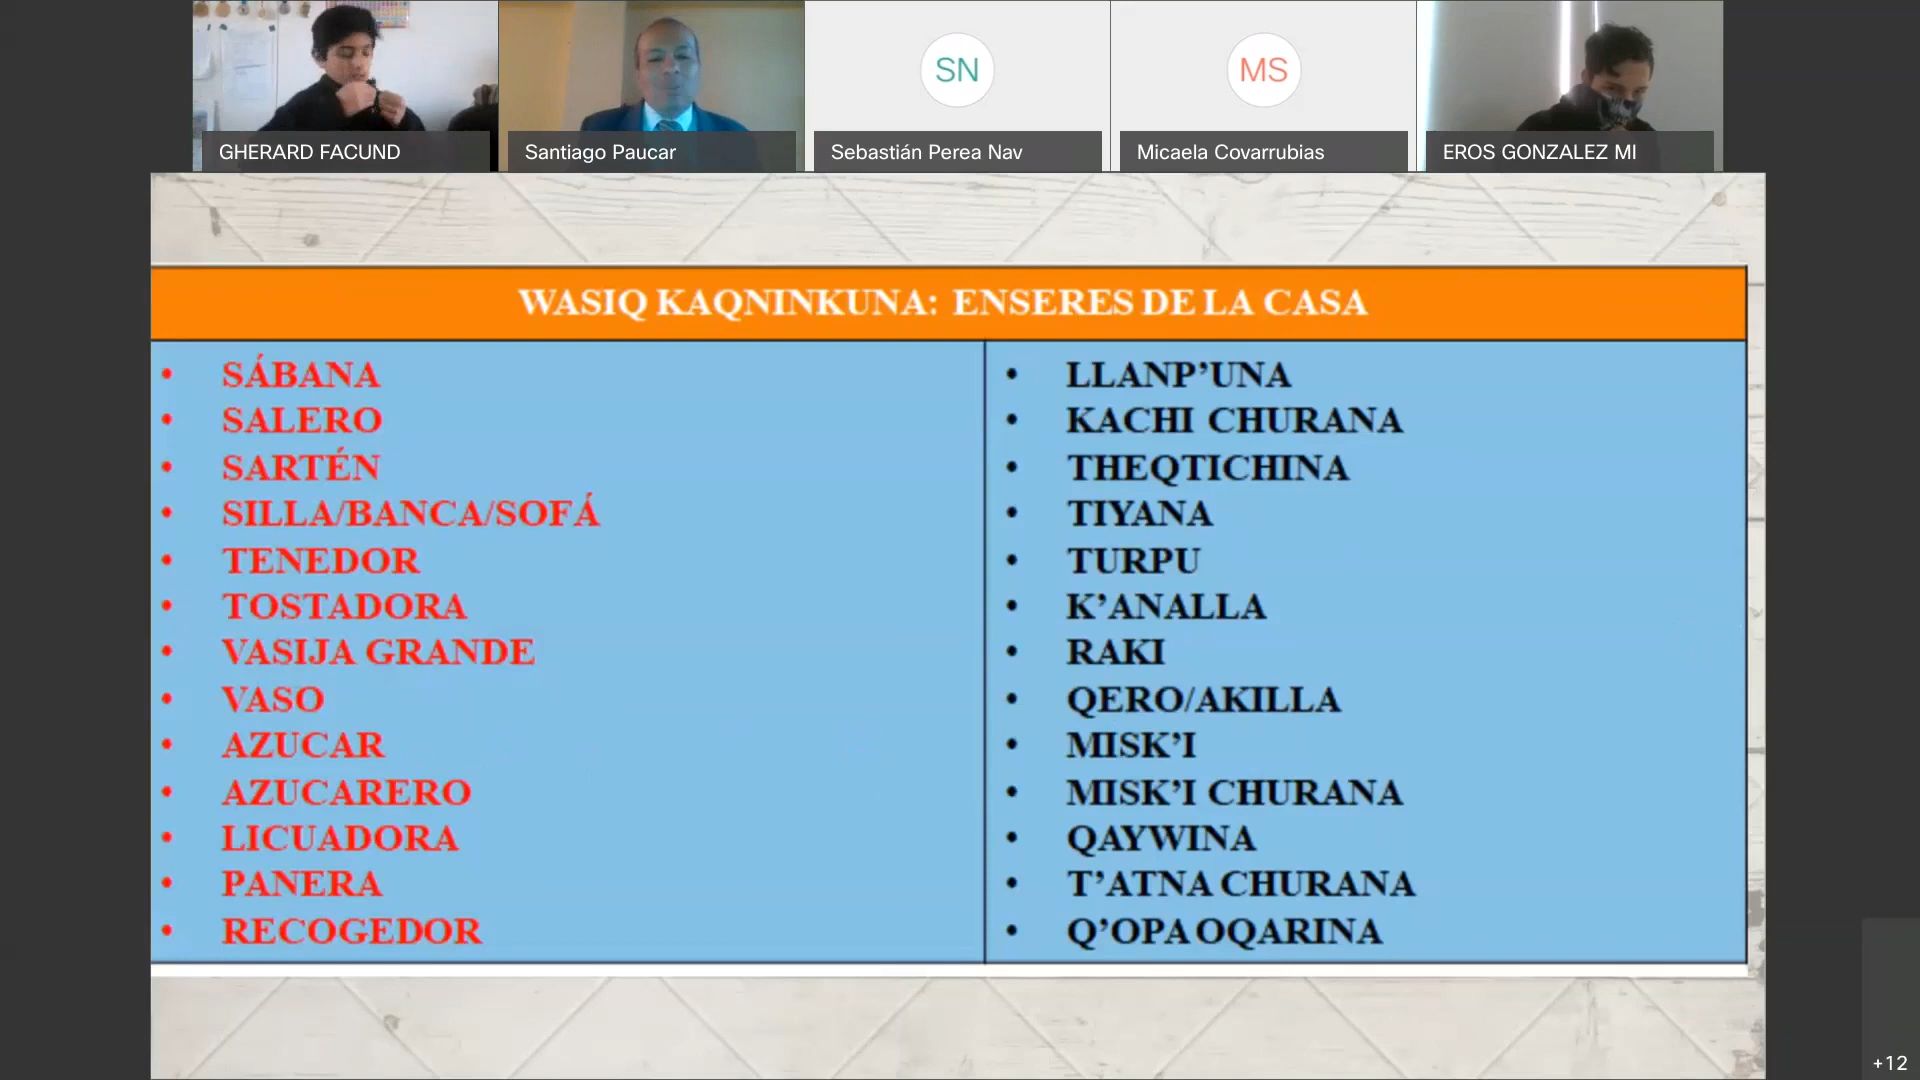 SN
MS
GHERARD FACUND
Santiago Paucar
Sebastián Perea Nav
Micaela Covarrubias
EROS GONZALEZ MI
WASIQ KAQNINKUNA: ENSERES DE LA CASA
• SÁBANA
• SALERO
• SARTÉN
• SILLA/BANCA/SOFÁ
• TENEDOR
• TOSTADORA
• VASIJA GRANDE
• VASO
• AZUCAR
• AZUCARERO
• LICUADORA
• PANERA
• RECOGEDOR
• LLANP’UNA
• KACHI CHURANA
• THEQTICHINA
• TIYANA
• TURPU
• K’ANALLA
• RAKI
• QERO/AKILLA
• MISK’I
• MISK’I CHURANA
• QAYWINA
• T’ATNA CHURANA
• Q’OPA OQARINA
+12